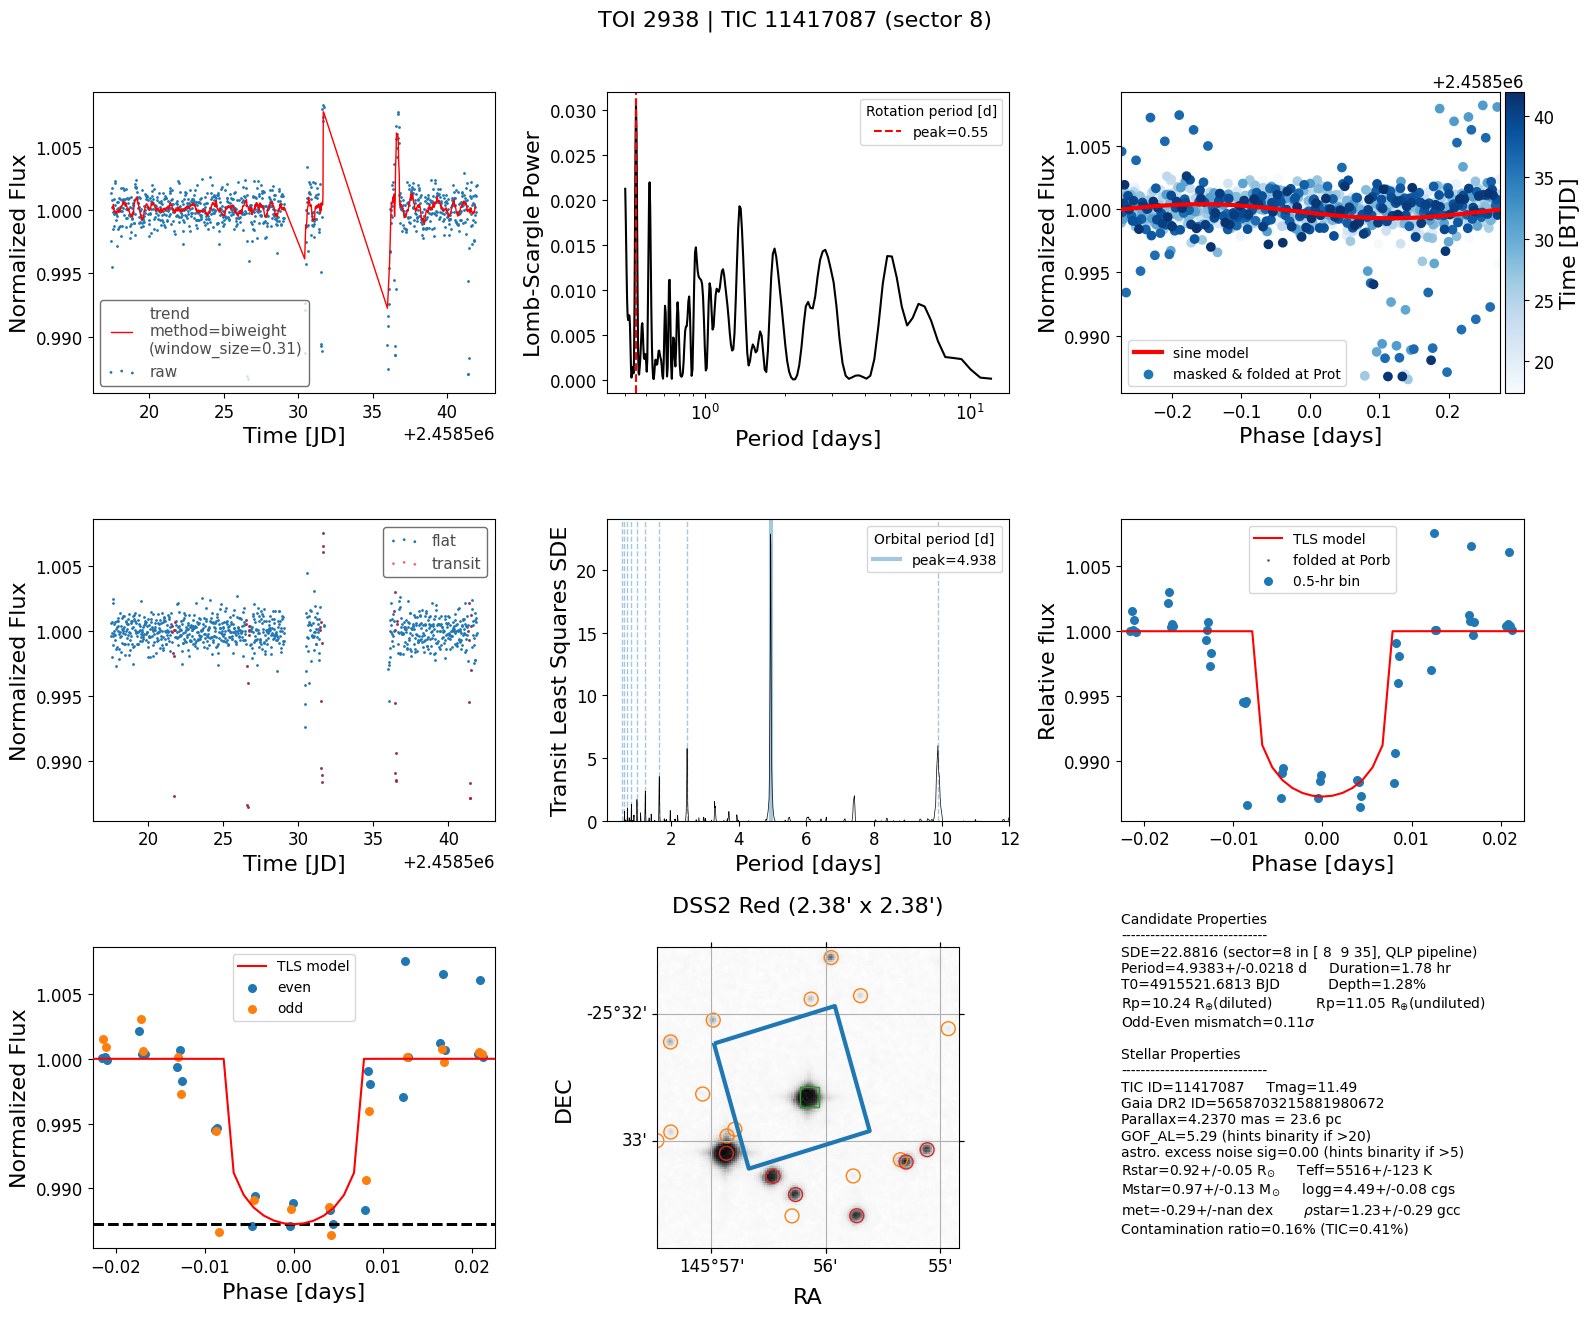 TOI 2938 | TIC 11417087 (sector 8)
Normalized Flux
1.005
1.000
0.995
0.990
trend
method=biweight
(window_size=0.31)
raw
20 25 30 35 40
Time [JD]
+2.4585e6
Lomb-Scargle Power
0.030
0.025
0.020
0.015
0.010
0.005
0.000
Rotation period [d]
peak=0.55
10^0 10^1
Period [days]
+2.4585e6
Normalized Flux
1.005
1.000
0.995
0.990
sine model
masked & folded at Prot
−0.2 −0.1 0.0 0.1 0.2
Phase [days]
40
35
30
25
20
Time [BTJD]
Normalized Flux
1.005
1.000
0.995
0.990
flat
transit
20 25 30 35 40
Time [JD]
+2.4585e6
Transit Least Squares SDE
20
15
10
5
0
Orbital period [d]
peak=4.938
2 4 6 8 10 12
Period [days]
Relative flux
1.005
1.000
0.995
0.990
TLS model
folded at Porb
0.5-hr bin
−0.02 −0.01 0.00 0.01 0.02
Phase [days]
Normalized Flux
1.005
1.000
0.995
0.990
TLS model
even
odd
−0.02 −0.01 0.00 0.01 0.02
Phase [days]
DSS2 Red (2.38' x 2.38')
DEC
-25°32'
33'
145°57' 56' 55'
RA
Candidate Properties
------------------------------
SDE=22.8816 (sector=8 in [ 8  9 35], QLP pipeline)
Period=4.9383+/-0.0218 d     Duration=1.78 hr
T0=4915521.6813 BJD     Depth=1.28%
Rp=10.24 R⊕(diluted)     Rp=11.05 R⊕(undiluted)
Odd-Even mismatch=0.11σ
Stellar Properties
------------------------------
TIC ID=11417087     Tmag=11.49
Gaia DR2 ID=5658703215881980672
Parallax=4.2370 mas = 23.6 pc
GOF_AL=5.29 (hints binarity if >20)
astro. excess noise sig=0.00 (hints binarity if >5)
Rstar=0.92+/-0.05 R⊙     Teff=5516+/-123 K
Mstar=0.97+/-0.13 M⊙     logg=4.49+/-0.08 cgs
met=-0.29+/-nan dex     ρstar=1.23+/-0.29 gcc
Contamination ratio=0.16% (TIC=0.41%)